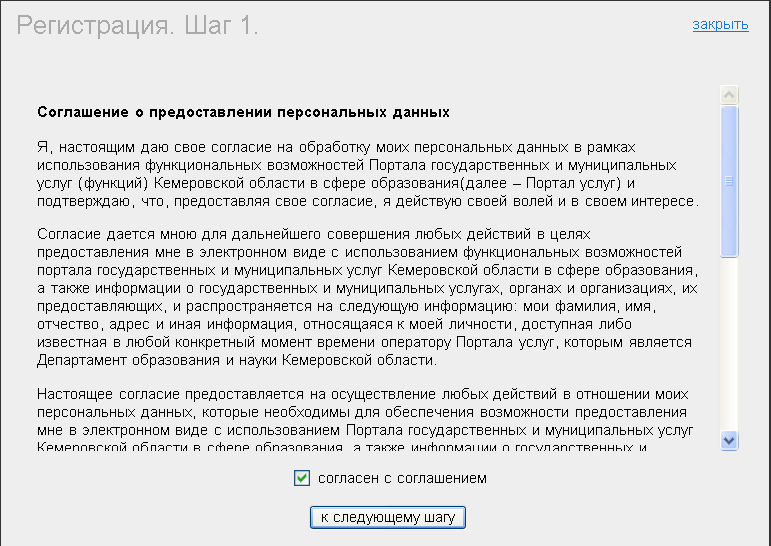 Регистрация. Шаг 1.
закрыть
Соглашение о предоставлении персональных данных
Я, настоящим даю свое согласие на обработку моих персональных данных в рамках
использования функциональных возможностей Портала государственных и муниципальных
услуг (функций) Кемеровской области в сфере образования(далее – Портал услуг) и
подтверждаю, что, предоставляя свое согласие, я действую своей волей и в своем интересе.
Согласие дается мною для дальнейшего совершения любых действий в целях
предоставления мне в электронном виде с использованием функциональных возможностей
портала государственных и муниципальных услуг Кемеровской области в сфере образования,
а также информации о государственных и муниципальных услугах, органах и организациях, их
предоставляющих, и распространяется на следующую информацию: мои фамилия, имя,
отчество, адрес и иная информация, относящаяся к моей личности, доступная либо
известная в любой конкретный момент времени оператору Портала услуг, которым является
Департамент образования и науки Кемеровской области.
Настоящее согласие предоставляется на осуществление любых действий в отношении моих
персональных данных, которые необходимы для обеспечения возможности предоставления
мне в электронном виде с использованием Портала государственных и муниципальных услуг
Кемеровской области в сфере образования, а также информации о государственных и
согласен с соглашением
к следующему шагу